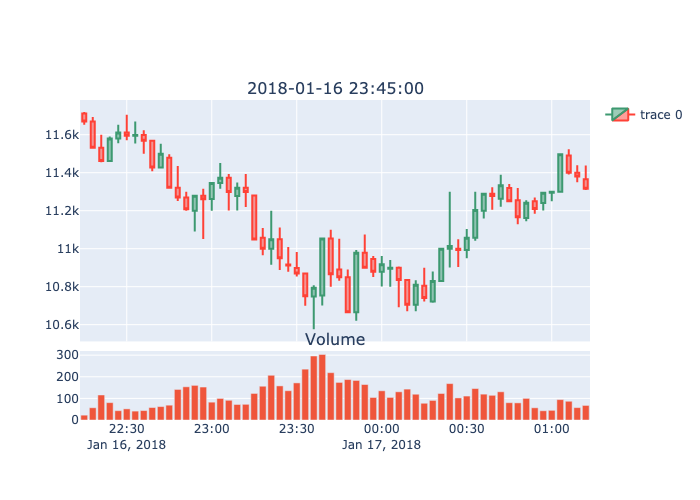 2018-01-16 23:45:00
trace 0
11.6k
11.4k
11.2k
11k
10.8k
10.6k
Volume
300
200
100
0
22:30
23:00
23:30
00:00
00:30
01:00
Jan 16, 2018
Jan 17, 2018